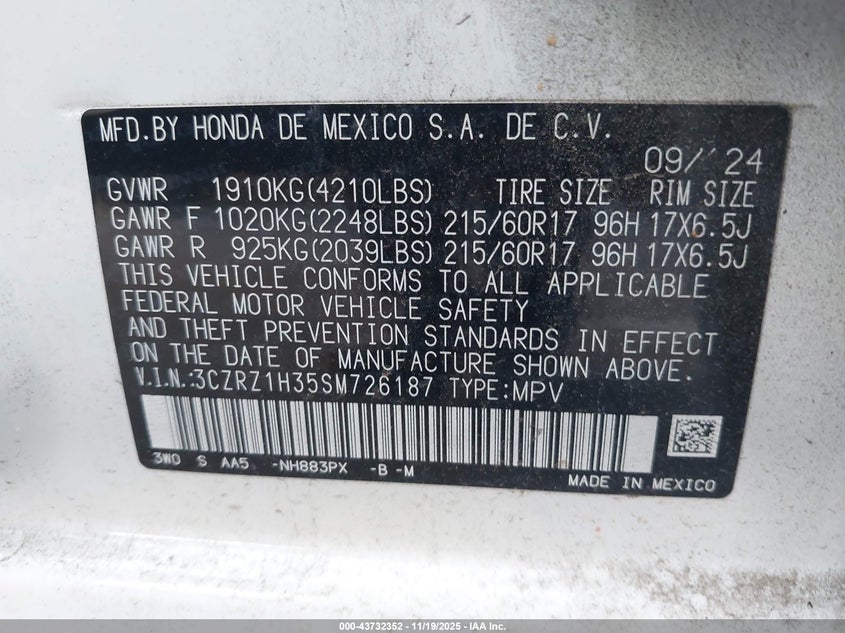 MFD.BY HONDA DE MEXICO S.A. DE C.V.
09/'24
GVWR 1910KG(4210LBS) TIRE SIZE RIM SIZE
GAWR F 1020KG(2248LBS) 215/60R17 96H 17X6.5J
GAWR R 925KG(2039LBS) 215/60R17 96H 17X6.5J
THIS VEHICLE CONFORMS TO ALL APPLICABLE
FEDERAL MOTOR VEHICLE SAFETY
AND THEFT PREVENTION STANDARDS IN EFFECT
ON THE DATE OF MANUFACTURE SHOWN ABOVE.
V.I.N.:3CZRZ1H35SM726187 TYPE:MPV
3W0 S AA5 -NH883PX -B -M
MADE IN MEXICO
000-43732352 | 11/19/2025 - IAA Inc.